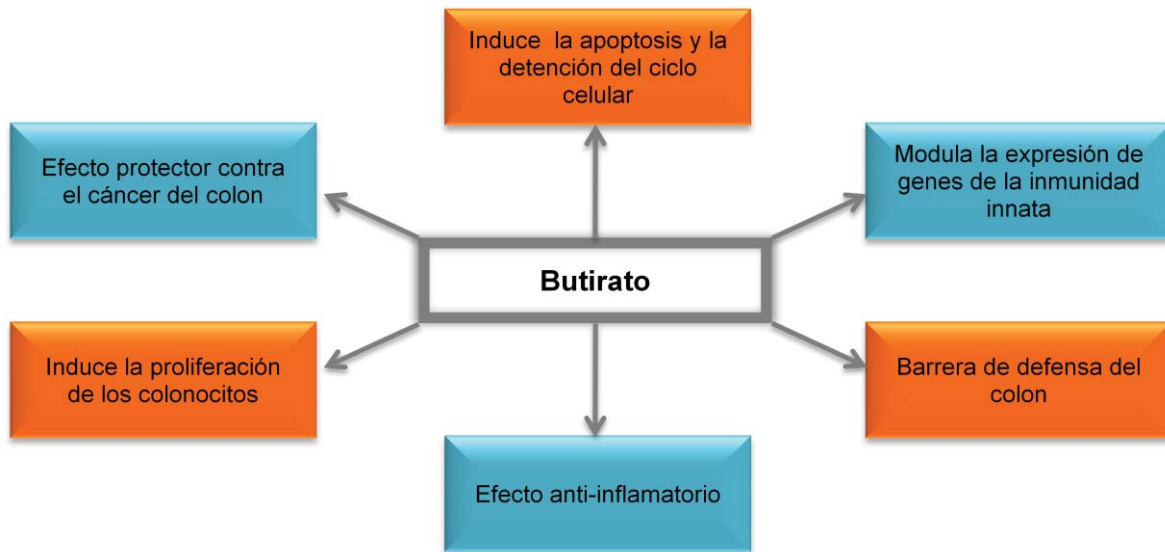 Induce la apoptosis y la
detención del ciclo
celular
Efecto protector contra
el cáncer del colon
Modula la expresión de
genes de la inmunidad
innata
Butirato
Induce la proliferación
de los colonocitos
Barrera de defensa del
colon
Efecto anti-inflamatorio